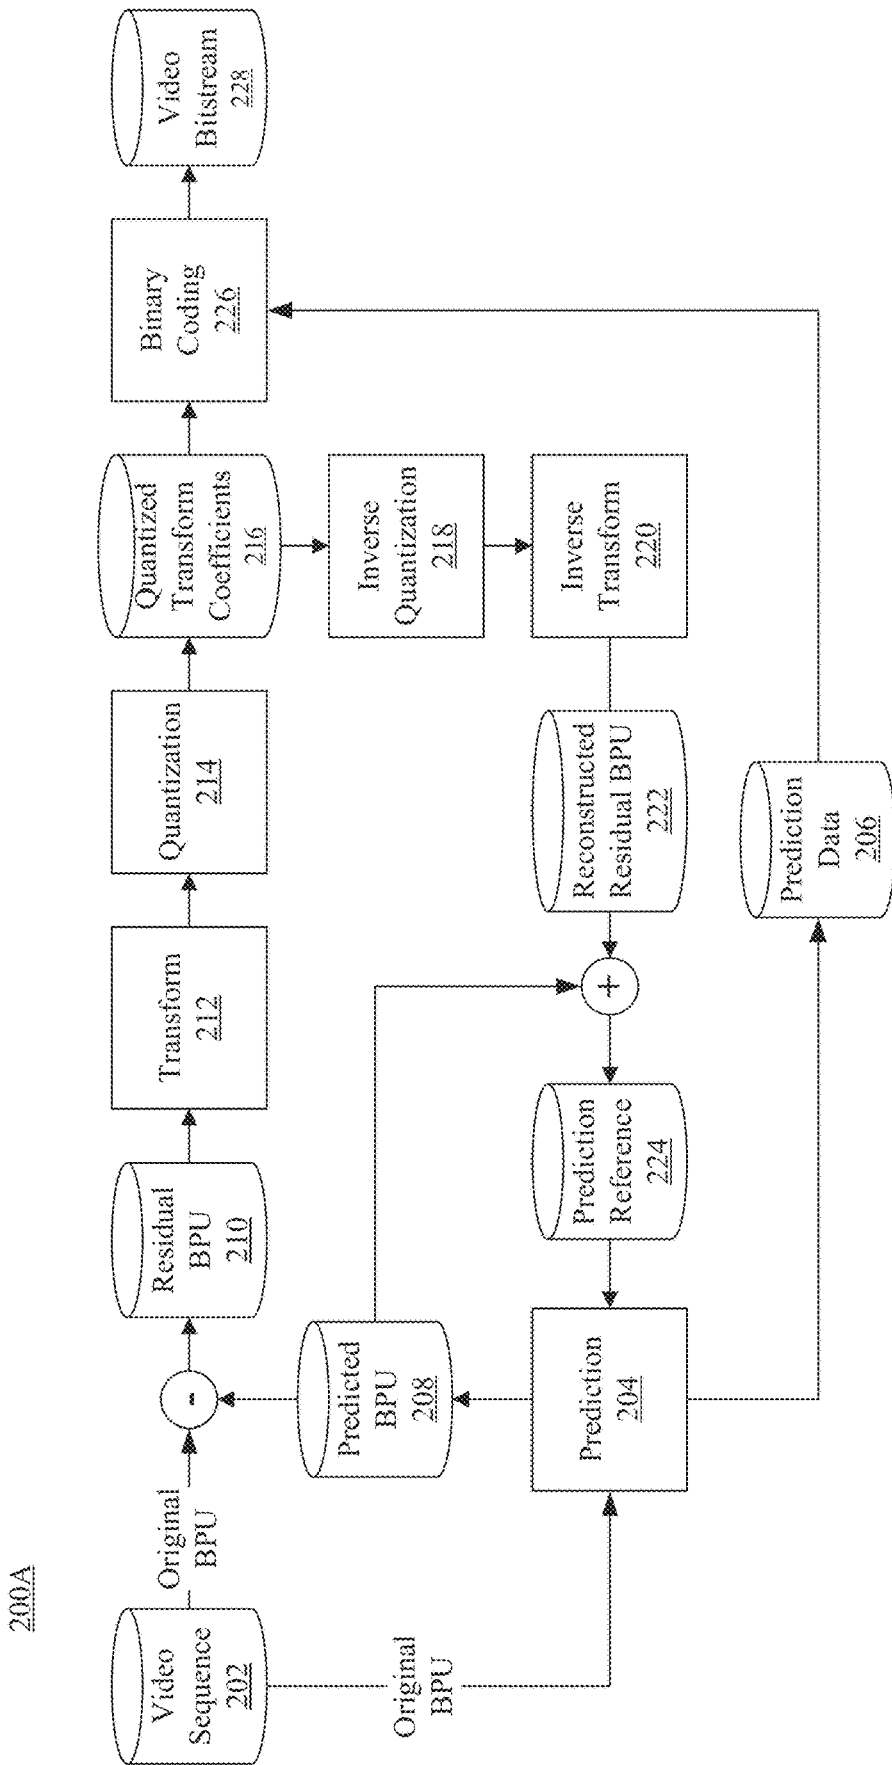 200A
Video
Sequence
202
Original
BPU
Original
BPU
-
Residual
BPU
210
Transform
212
Quantization
214
Quantized
Transform
Coefficients
216
Binary
Coding
226
Video
Bitstream
228
Predicted
BPU
208
Inverse
Quantization
218
Prediction
204
Prediction
Reference
224
+
Reconstructed
Residual BPU
222
Inverse
Transform
220
Prediction
Data
206